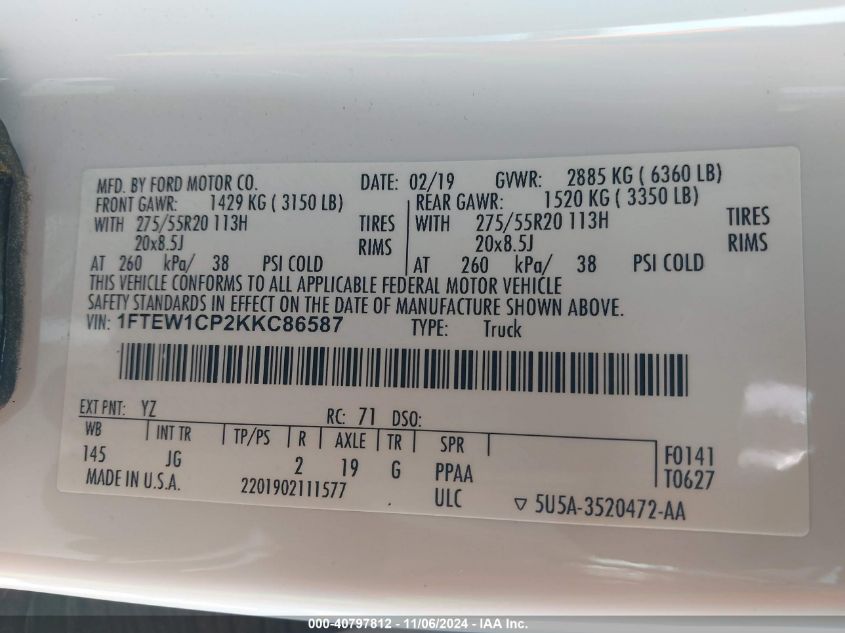 MFD. BY FORD MOTOR CO. DATE: 02/19 GVWR: 2885 KG ( 6360 LB)
FRONT GAWR: 1429 KG ( 3150 LB) REAR GAWR: 1520 KG ( 3350 LB)
WITH 275/55R20 113H TIRES WITH 275/55R20 113H TIRES
20x8.5J RIMS 20x8.5J RIMS
AT 260 kPa/ 38 PSI COLD AT 260 kPa/ 38 PSI COLD
THIS VEHICLE CONFORMS TO ALL APPLICABLE FEDERAL MOTOR VEHICLE
SAFETY STANDARDS IN EFFECT ON THE DATE OF MANUFACTURE SHOWN ABOVE.
VIN: 1FTEW1CP2KKC86587 TYPE: Truck
EXT PNT: YZ RC: 71 DSO:
WB INT TR TP/PS R AXLE TR SPR
145 JG 2 19 G PPAA F0141
MADE IN U.S.A. 2201902111577 ULC T0627
▽ 5U5A-3520472-AA
000-40797812 - 11/06/2024 - IAA Inc.